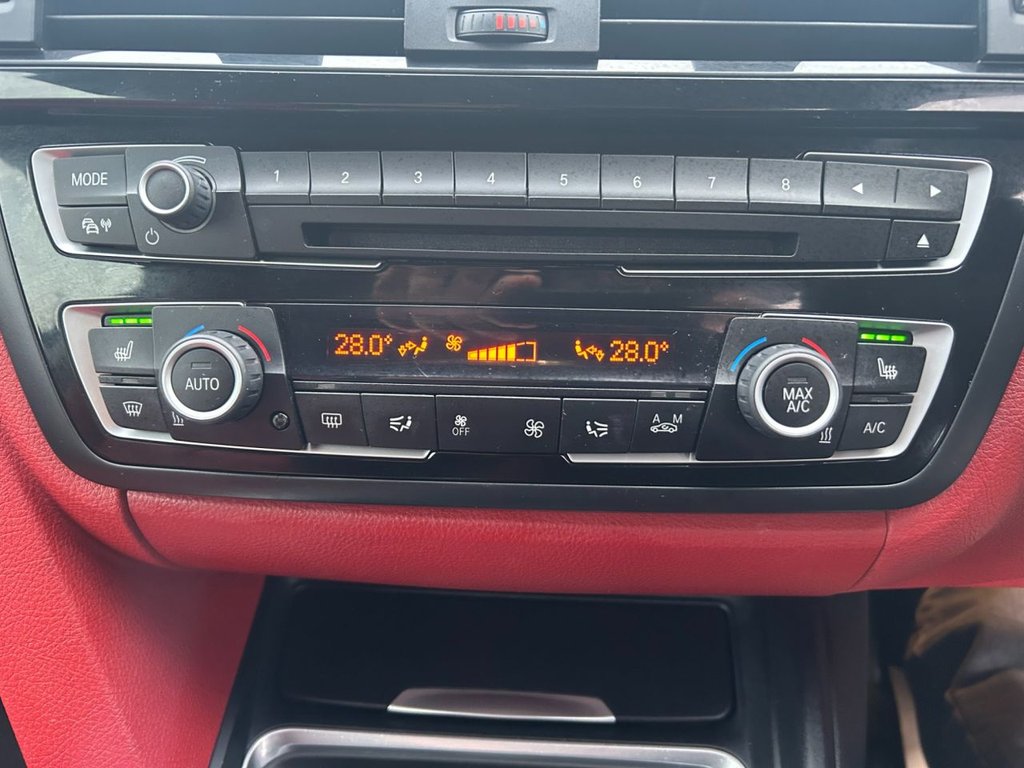 MODE 1 2 3 4 5 6 7 8
28.0° 28.0°
AUTO MAX
A/C
OFF A M A/C